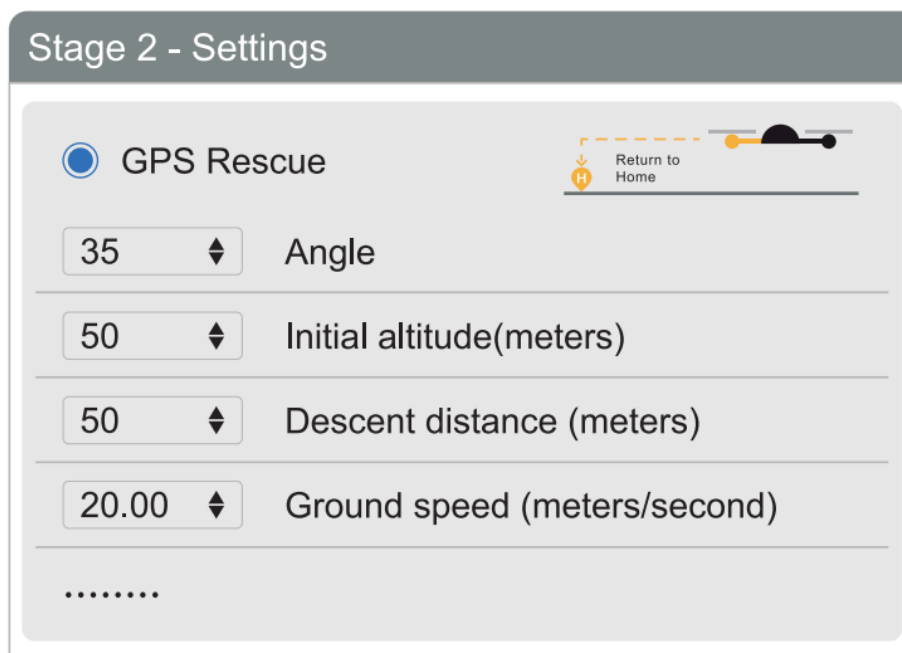 Stage 2 - Settings
GPS Rescue
Return to
Home
H
35 Angle
50 Initial altitude(meters)
50 Descent distance (meters)
20.00 Ground speed (meters/second)
........